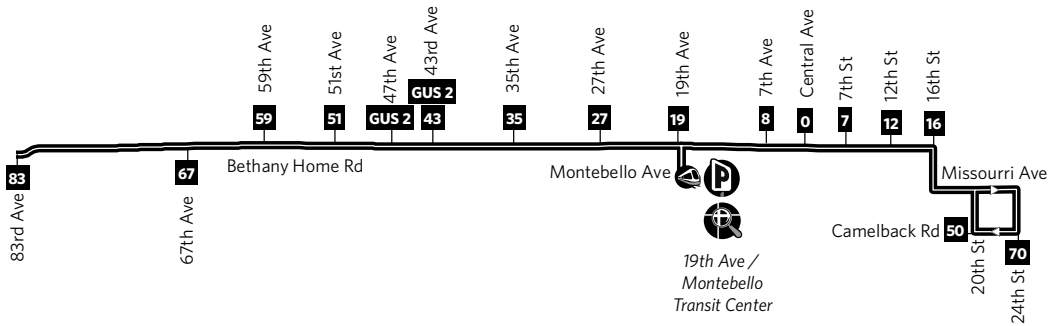 59th Ave
51st Ave
47th Ave
43rd Ave
35th Ave
27th Ave
19th Ave
7th Ave
Central Ave
7th St
12th St
16th St
GUS 2
59
51
GUS 2
43
35
27
19
8
0
7
12
16
83
67
Bethany Home Rd
Montebello Ave
P
Missourri Ave
83rd Ave
67th Ave
Camelback Rd
50
70
20th St
24th St
19th Ave /
Montebello
Transit Center